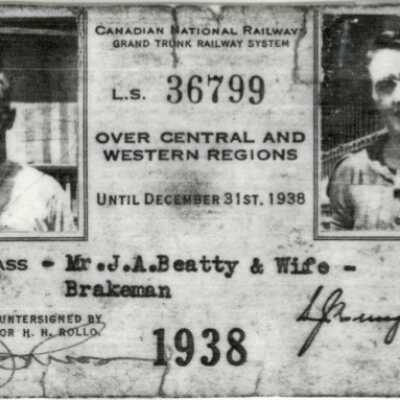 CANADIAN NATIONAL RAILWAYS
GRAND TRUNK RAILWAY SYSTEM
L.S. 36799
OVER CENTRAL AND
WESTERN REGIONS
UNTIL DECEMBER 31ST, 1938
ASS - Mr.J.A.Beatty & Wife -
Brakeman
UNTERSIGNED BY
OR H. H. ROLLO.
1938